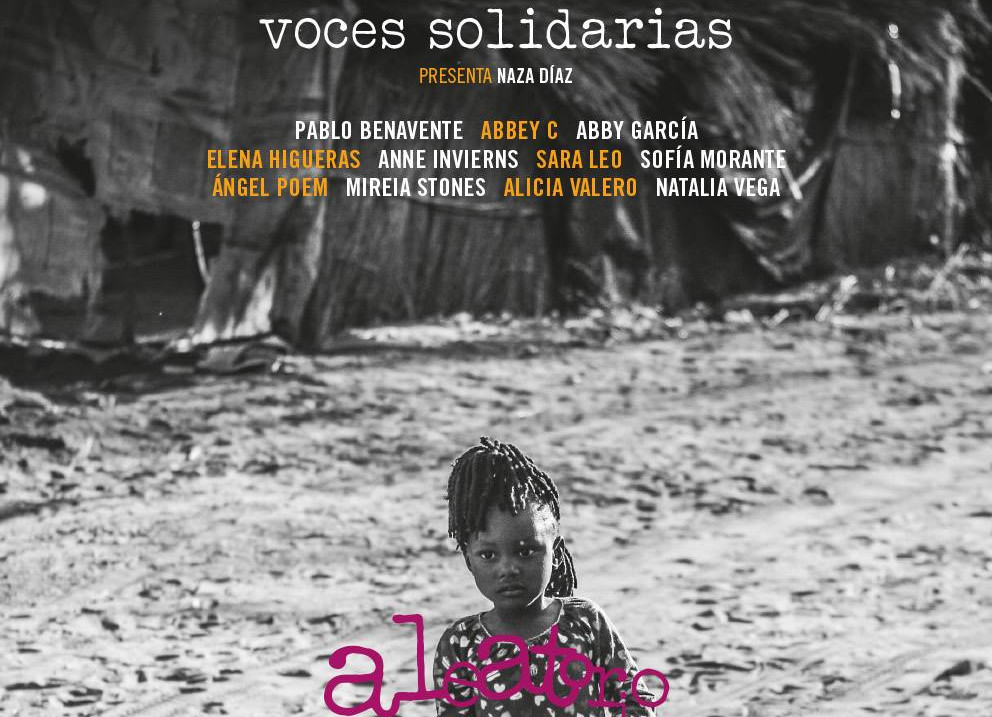 voces solidarias
PRESENTA NAZA DÍAZ
PABLO BENAVENTE ABBEY C ABBY GARCÍA
ELENA HIGUERAS ANNE INVIERNS SARA LEO SOFÍA MORANTE
ÁNGEL POEM MIREIA STONES ALICIA VALERO NATALIA VEGA
aleatorio